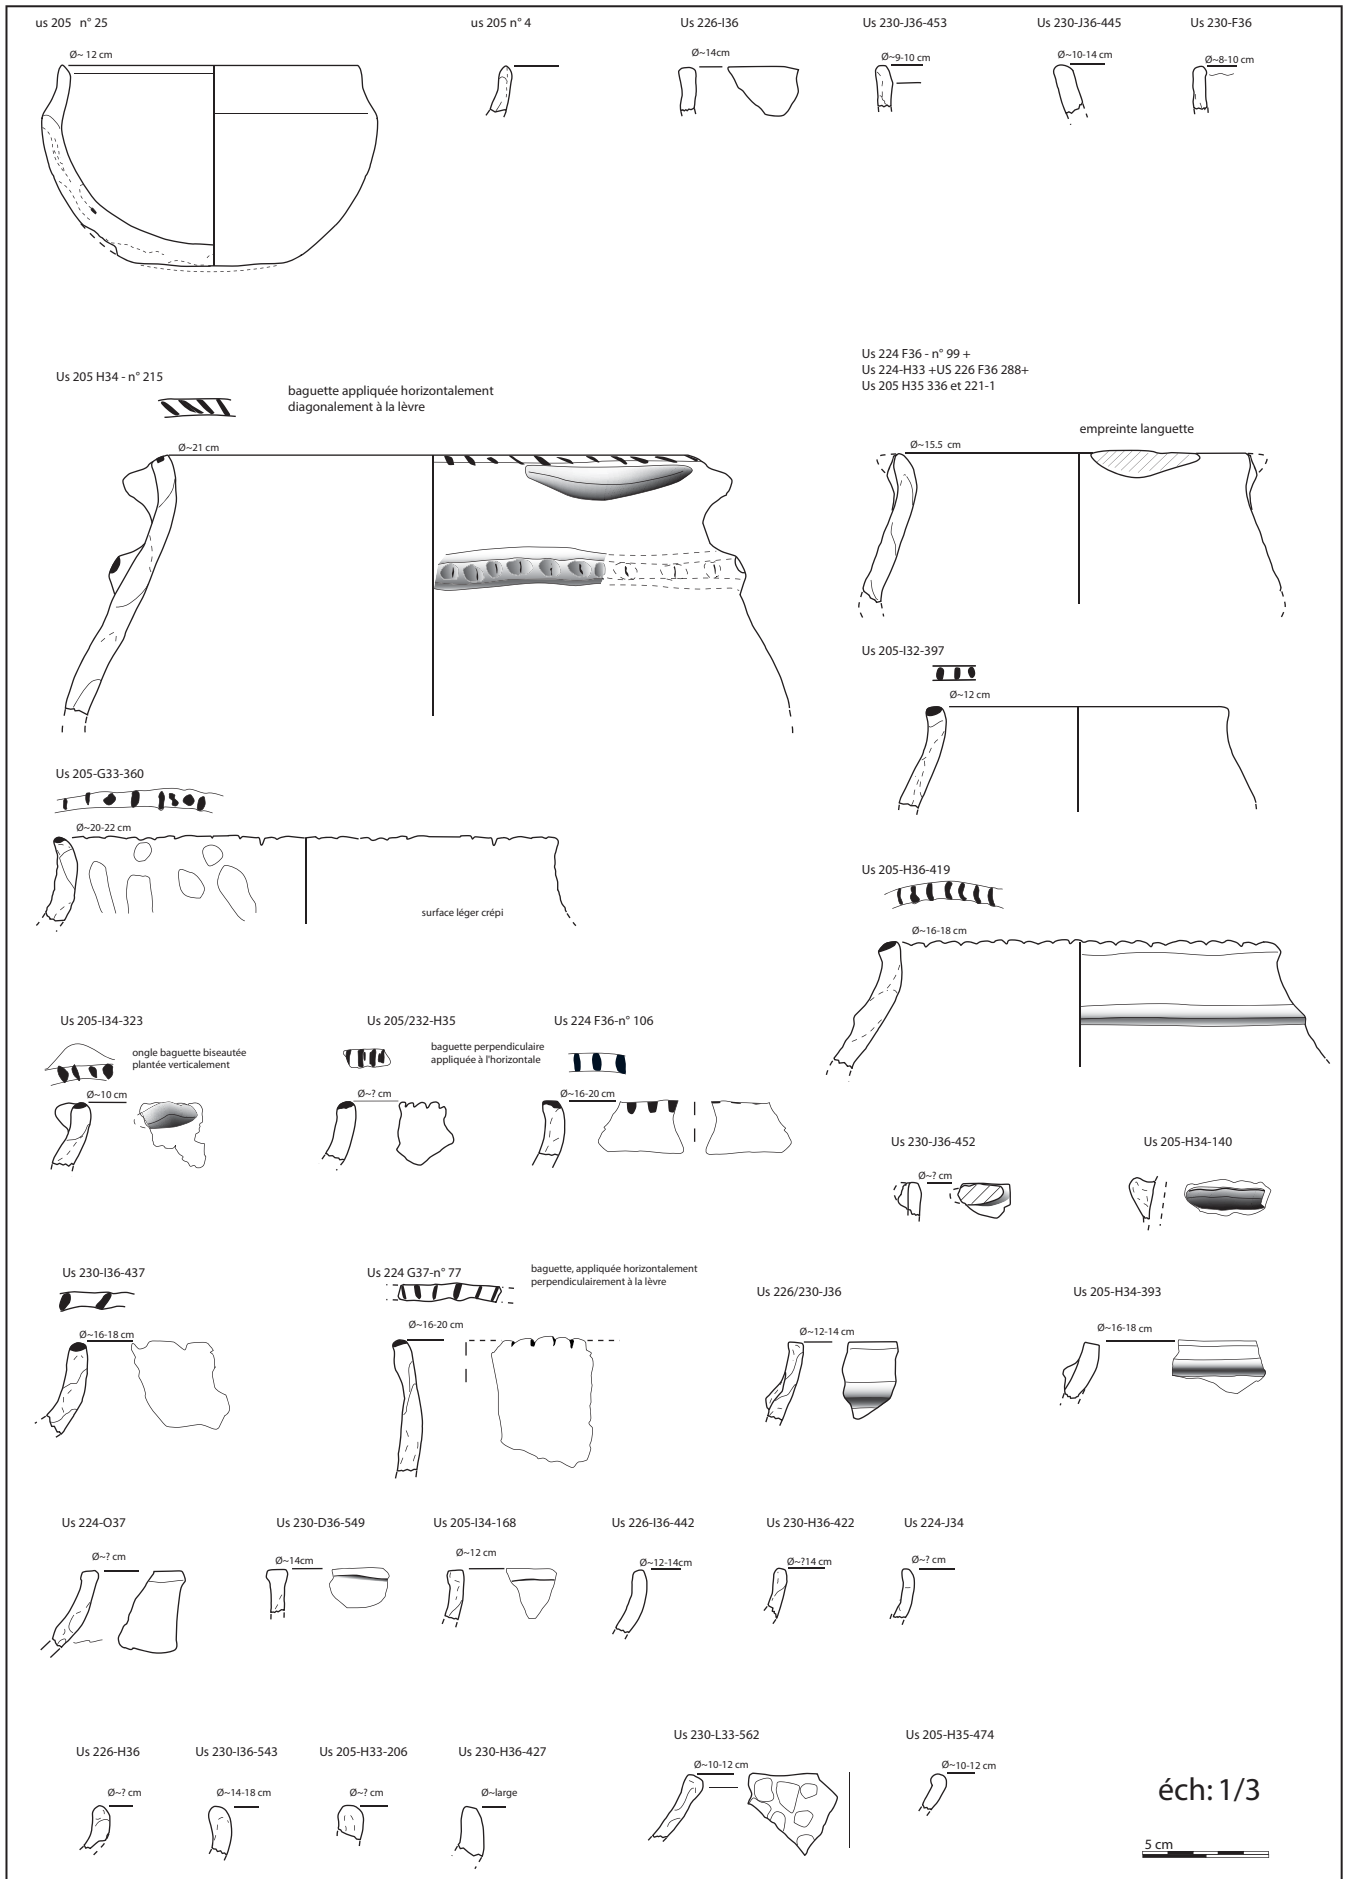 us 205 n° 25
Ø~ 12 cm
us 205 n° 4
Us 226-I36
Ø~14cm
Us 230-J36-453
Ø~9-10 cm
Us 230-J36-445
Ø~10-14 cm
Us 230-F36
Ø~8-10 cm
Us 205 H34 - n° 215
baguette appliquée horizontalement
diagonalement à la lèvre
Ø~21 cm
Us 224 F36 - n° 99 +
Us 224-H33 +US 226 F36 288+
Us 205 H35 336 et 221-1
empreinte languette
Ø~15.5 cm
Us 205-I32-397
Ø~12 cm
Us 205-G33-360
Ø~20-22 cm
surface léger crépi
Us 205-H36-419
Ø~16-18 cm
Us 205-I34-323
ongle baguette biseautée
plantée verticalement
Ø~10 cm
Us 205/232-H35
baguette perpendiculaire
appliquée à l'horizontale
Ø~? cm
Us 224 F36-n° 106
Ø~16-20 cm
Us 230-J36-452
Ø~? cm
Us 205-H34-140
Us 230-I36-437
Ø~16-18 cm
Us 224 G37-n° 77
baguette, appliquée horizontalement
perpendiculairement à la lèvre
Ø~16-20 cm
Us 226/230-J36
Ø~12-14 cm
Us 205-H34-393
Ø~16-18 cm
Us 224-O37
Ø~? cm
Us 230-D36-549
Ø~14cm
Us 205-I34-168
Ø~12 cm
Us 226-I36-442
Ø~12-14cm
Us 230-H36-422
Ø~?14 cm
Us 224-J34
Ø~? cm
Us 226-H36
Ø~? cm
Us 230-I36-543
Ø~14-18 cm
Us 205-H33-206
Ø~? cm
Us 230-H36-427
Ø~large
Us 230-L33-562
Ø~10-12 cm
Us 205-H35-474
Ø~10-12 cm
éch: 1/3
5 cm